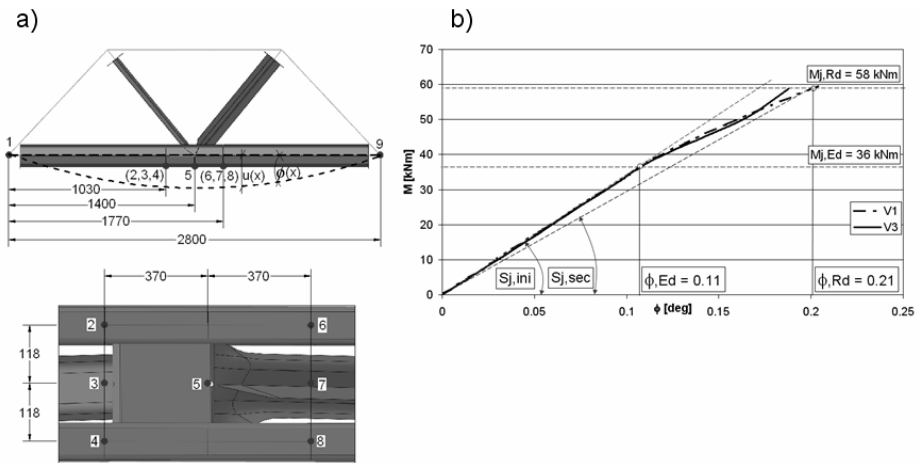 a)
1
9
(2,3,4)
5
(6,7,8)
u(x)
ϕ(x)
1030
1400
1770
2800
370
370
2
6
118
3
5
7
118
4
8
b)
70
60
50
40
30
20
10
0
M [kNm]
Mj,Rd = 58 kNm
Mj,Ed = 36 kNm
V1
V3
Sj,ini
Sj,sec
ϕ,Ed = 0.11
ϕ,Rd = 0.21
0
0.05
0.1
0.15
0.2
0.25
ϕ [deg]